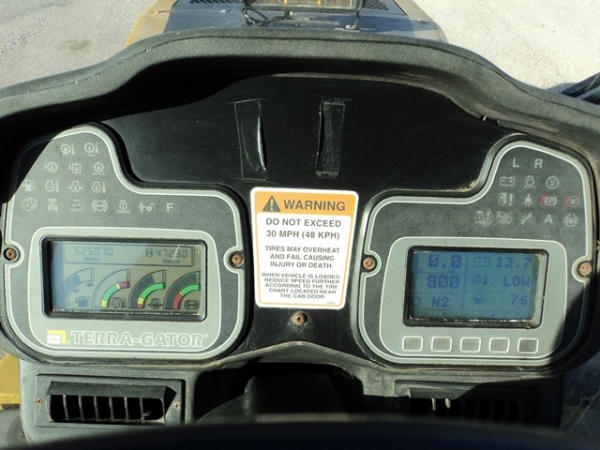 L R
F
A
WARNING
DO NOT EXCEED
30 MPH (48 KPH)
TIRES MAY OVERHEAT
AND FAIL CAUSING
INJURY OR DEATH.
WHEN VEHICLE IS LOADED,
REDUCE SPEED FURTHER
ACCORDING TO THE TIRE
CHART LOCATED NEAR
THE CAB DOOR.
Hours
TERRA-GATOR®
0.0 13.7
800 LOW
N2 76